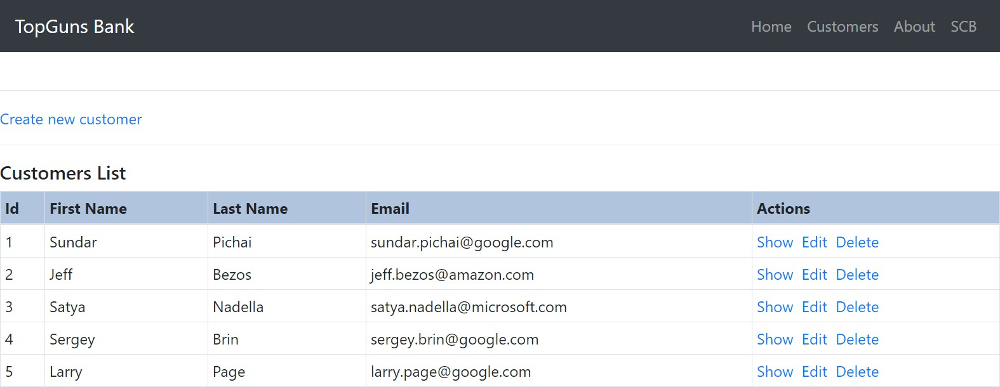 TopGuns Bank Home Customers About SCB
Create new customer
Customers List
Id First Name Last Name Email Actions
1 Sundar Pichai sundar.pichai@google.com Show Edit Delete
2 Jeff Bezos jeff.bezos@amazon.com Show Edit Delete
3 Satya Nadella satya.nadella@microsoft.com Show Edit Delete
4 Sergey Brin sergey.brin@google.com Show Edit Delete
5 Larry Page larry.page@google.com Show Edit Delete